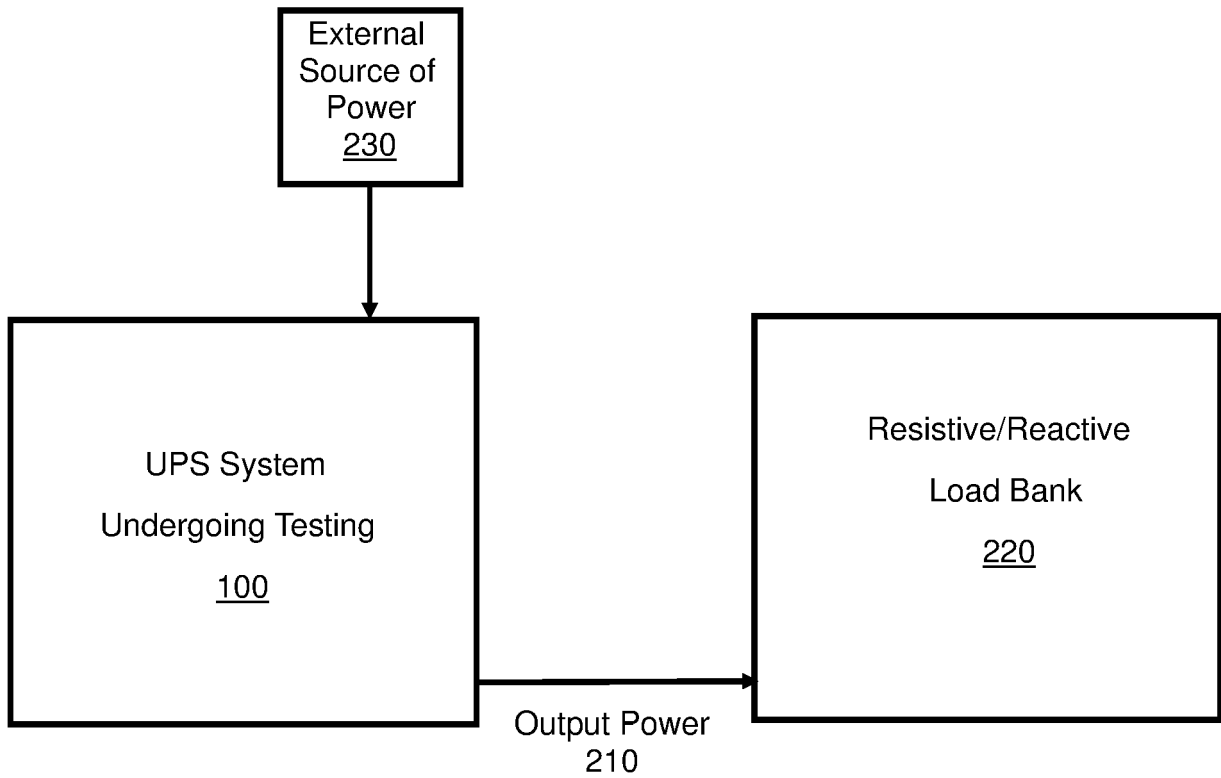 External
Source of
Power
230
UPS System
Undergoing Testing
100
Resistive/Reactive
Load Bank
220
Output Power
210